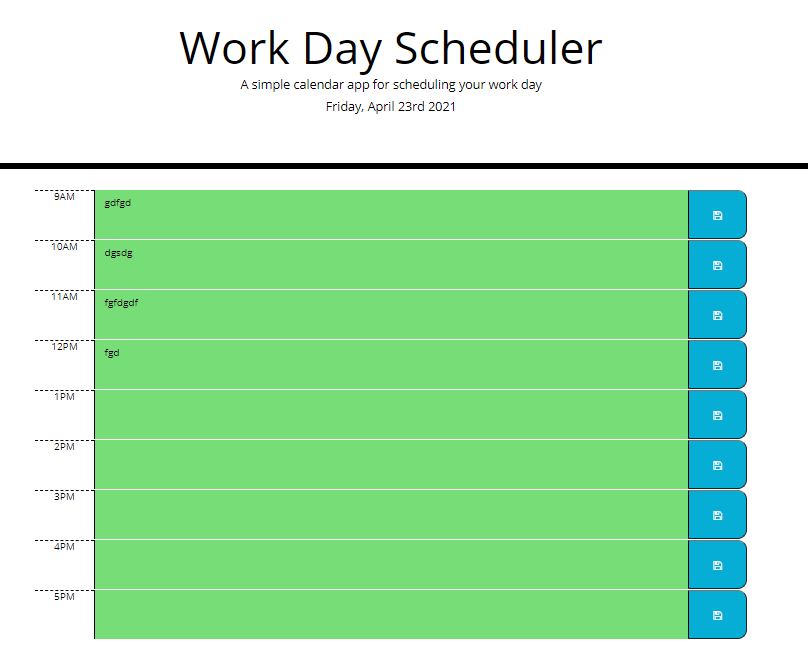 Work Day Scheduler
A simple calendar app for scheduling your work day
Friday, April 23rd 2021
9AM
gdfgd
10AM
dgsdg
11AM
fgfdgdf
12PM
fgd
1PM
2PM
3PM
4PM
5PM